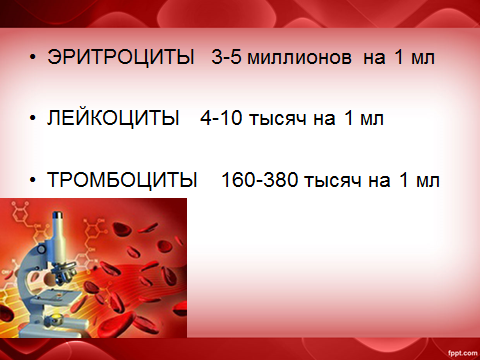 • ЭРИТРОЦИТЫ 3-5 миллионов на 1 мл
• ЛЕЙКОЦИТЫ 4-10 тысяч на 1 мл
• ТРОМБОЦИТЫ 160-380 тысяч на 1 мл
fppt.com